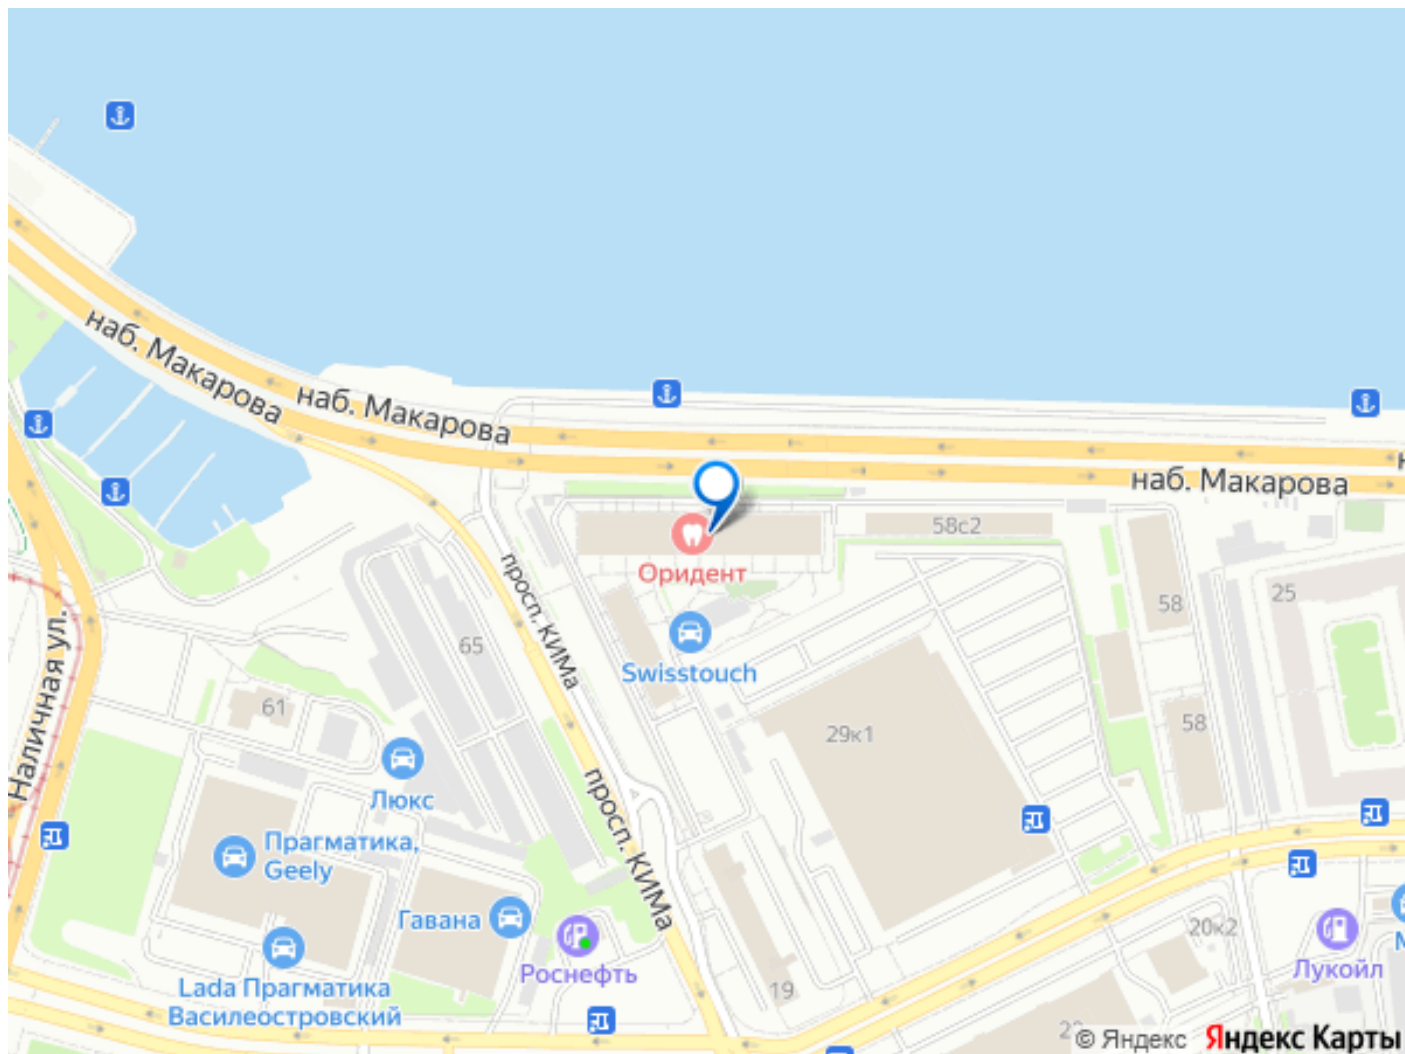 наб. Макарова
наб. Макарова
наб. Макарова
58с2
Оридент
просп. КИМа
25
58
65
Swisstouch
Наличная ул.
61
29к1
58
Люкс
просп. КИМа
Прагматика,
Geely
Гавана
20к2
Роснефть
Лукойл
Lada Прагматика
Василеостровский
19
© Яндекс Яндекс Карты